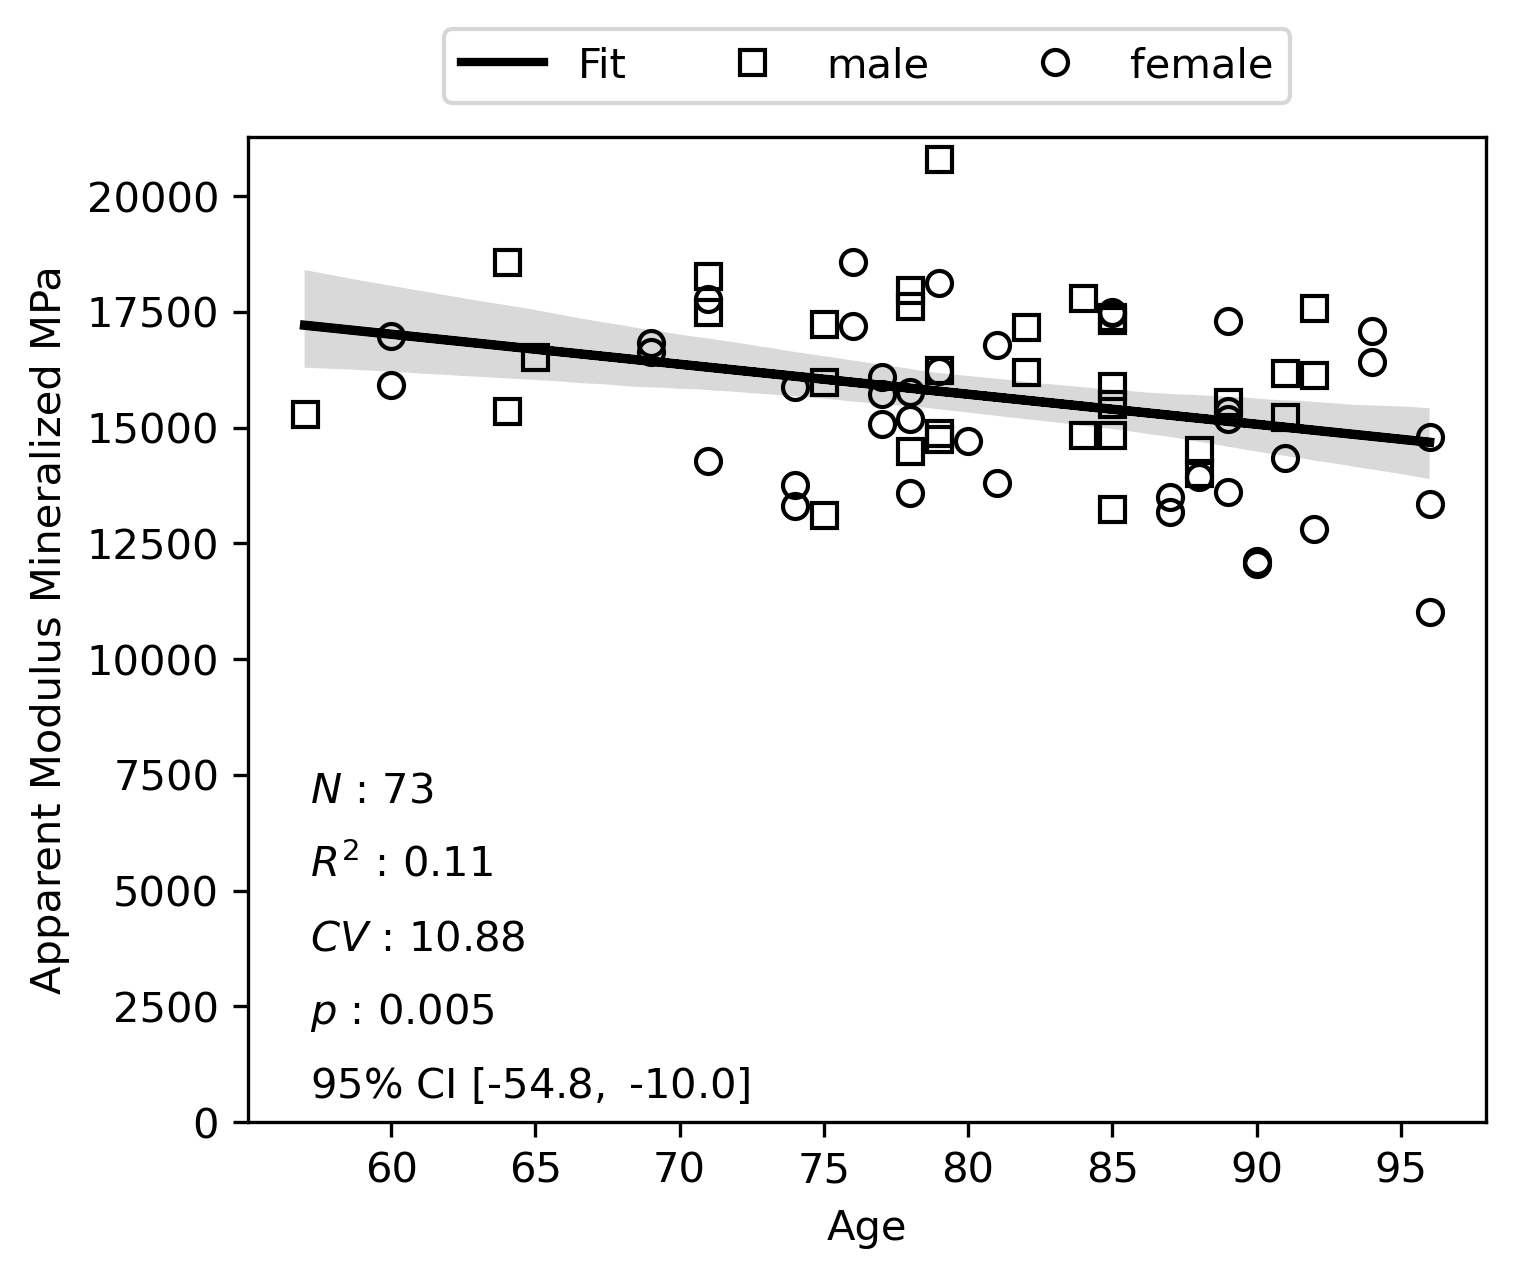 Fit male female
Apparent Modulus Mineralized MPa
20000
17500
15000
12500
10000
7500
5000
2500
0
N : 73
R² : 0.11
CV : 10.88
p : 0.005
95% CI [-54.8, -10.0]
60 65 70 75 80 85 90 95
Age